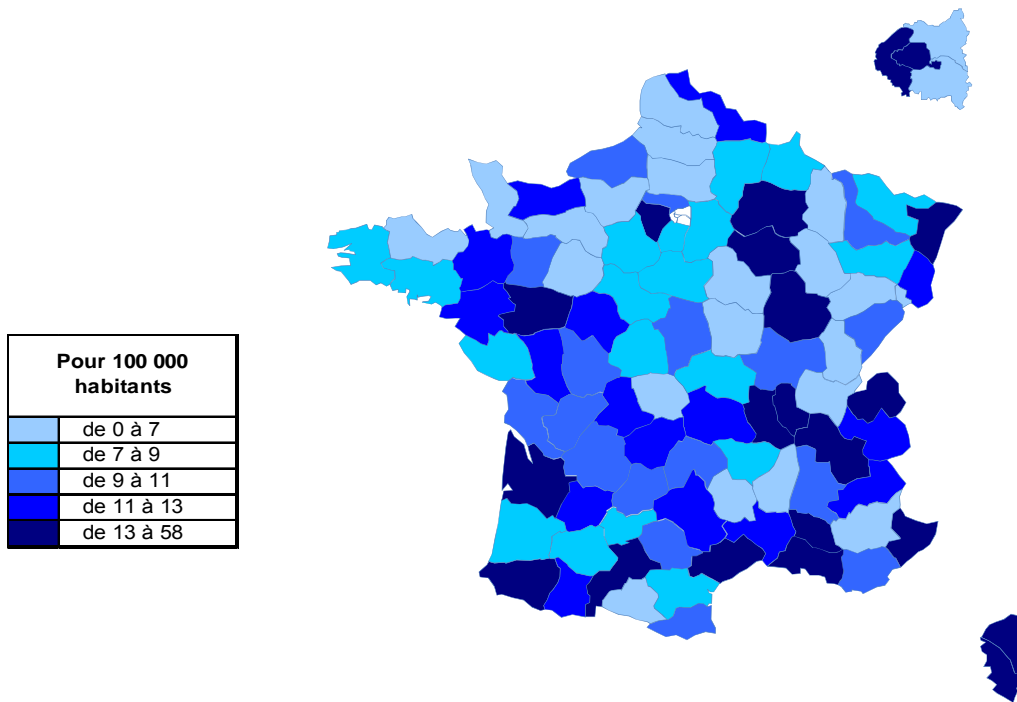 Pour 100 000
habitants
de 0 à 7
de 7 à 9
de 9 à 11
de 11 à 13
de 13 à 58